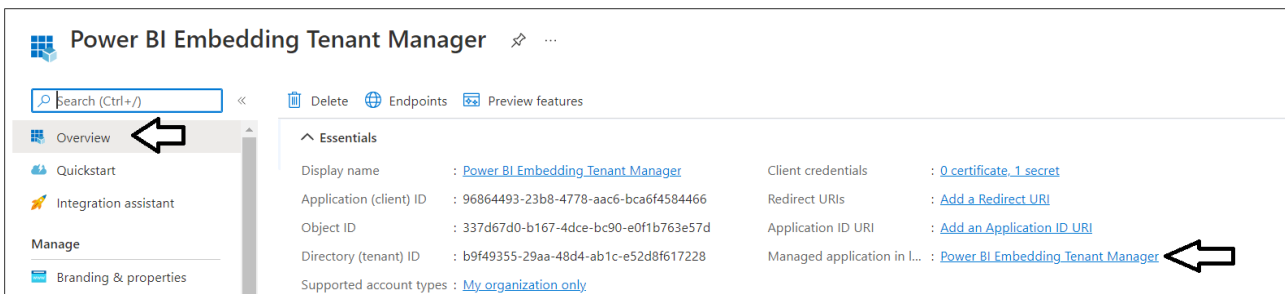 Power BI Embedding Tenant Manager
Search (Ctrl+/)
Overview
Quickstart
Integration assistant
Manage
Branding & properties
Delete Endpoints Preview features
Essentials
Display name : Power BI Embedding Tenant Manager
Application (client) ID : 96864493-23b8-4778-aac6-bca6f4584466
Object ID : 337d67d0-b167-4dce-bc90-e0f1b763e57d
Directory (tenant) ID : b9f49355-29aa-48d4-ab1c-e52d8f617228
Supported account types : My organization only
Client credentials : 0 certificate, 1 secret
Redirect URIs : Add a Redirect URI
Application ID URI : Add an Application ID URI
Managed application in l... : Power BI Embedding Tenant Manager